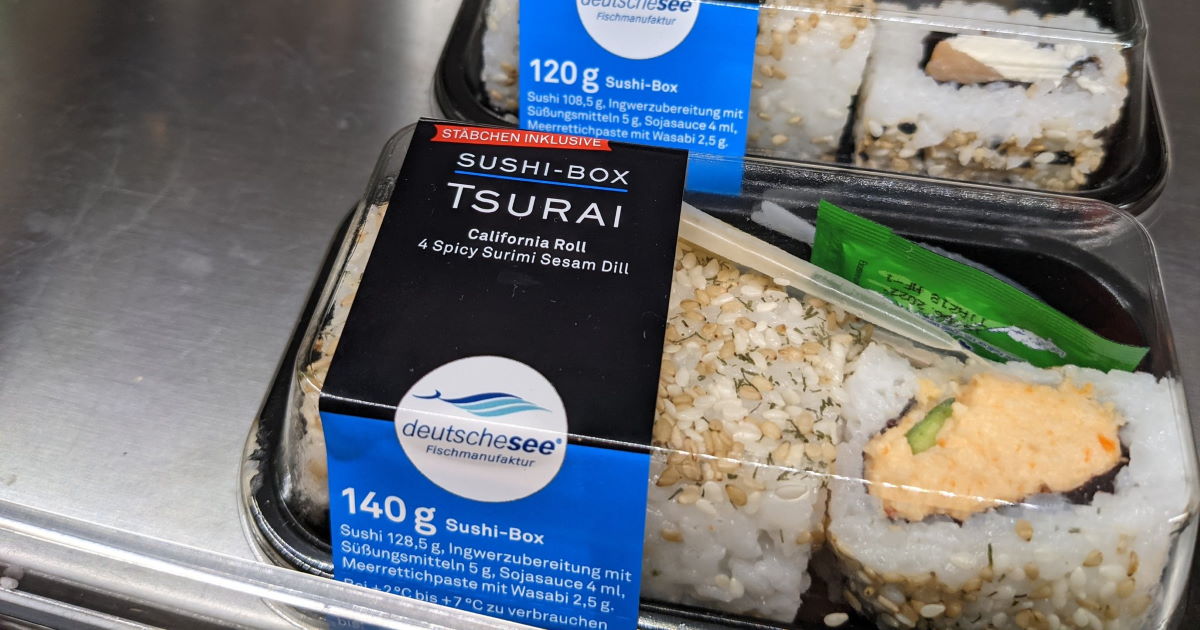 deutschesee
Fischmanufaktur
120 g Sushi-Box
Sushi 108,5 g, Ingwerzubereitung mit
Süßungsmitteln 5 g, Sojasauce 4 ml,
Meerrettichpaste mit Wasabi 2,5 g.
STÄBCHEN INKLUSIVE
SUSHI-BOX
TSURAI
California Roll
4 Spicy Surimi Sesam Dill
deutschesee®
Fischmanufaktur
140 g Sushi-Box
Sushi 128,5 g, Ingwerzubereitung mit
Süßungsmitteln 5 g, Sojasauce 4 ml,
Meerrettichpaste mit Wasabi 2,5 g.
Bei +2°C bis +7°C zu verbrauchen
bis: